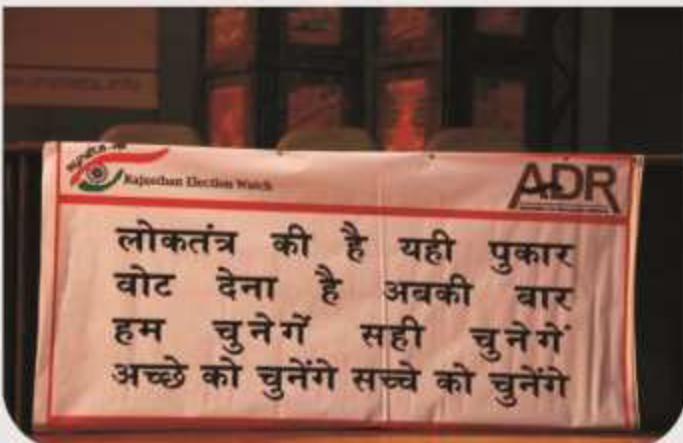 Rajasthan Election Watch
ADR
लोकतंत्र की है यही पुकार
वोट देना है अबकी बार
हम चुनेगें सही चुनेगें
अच्छे को चुनेंगे सच्चे को चुनेंगे